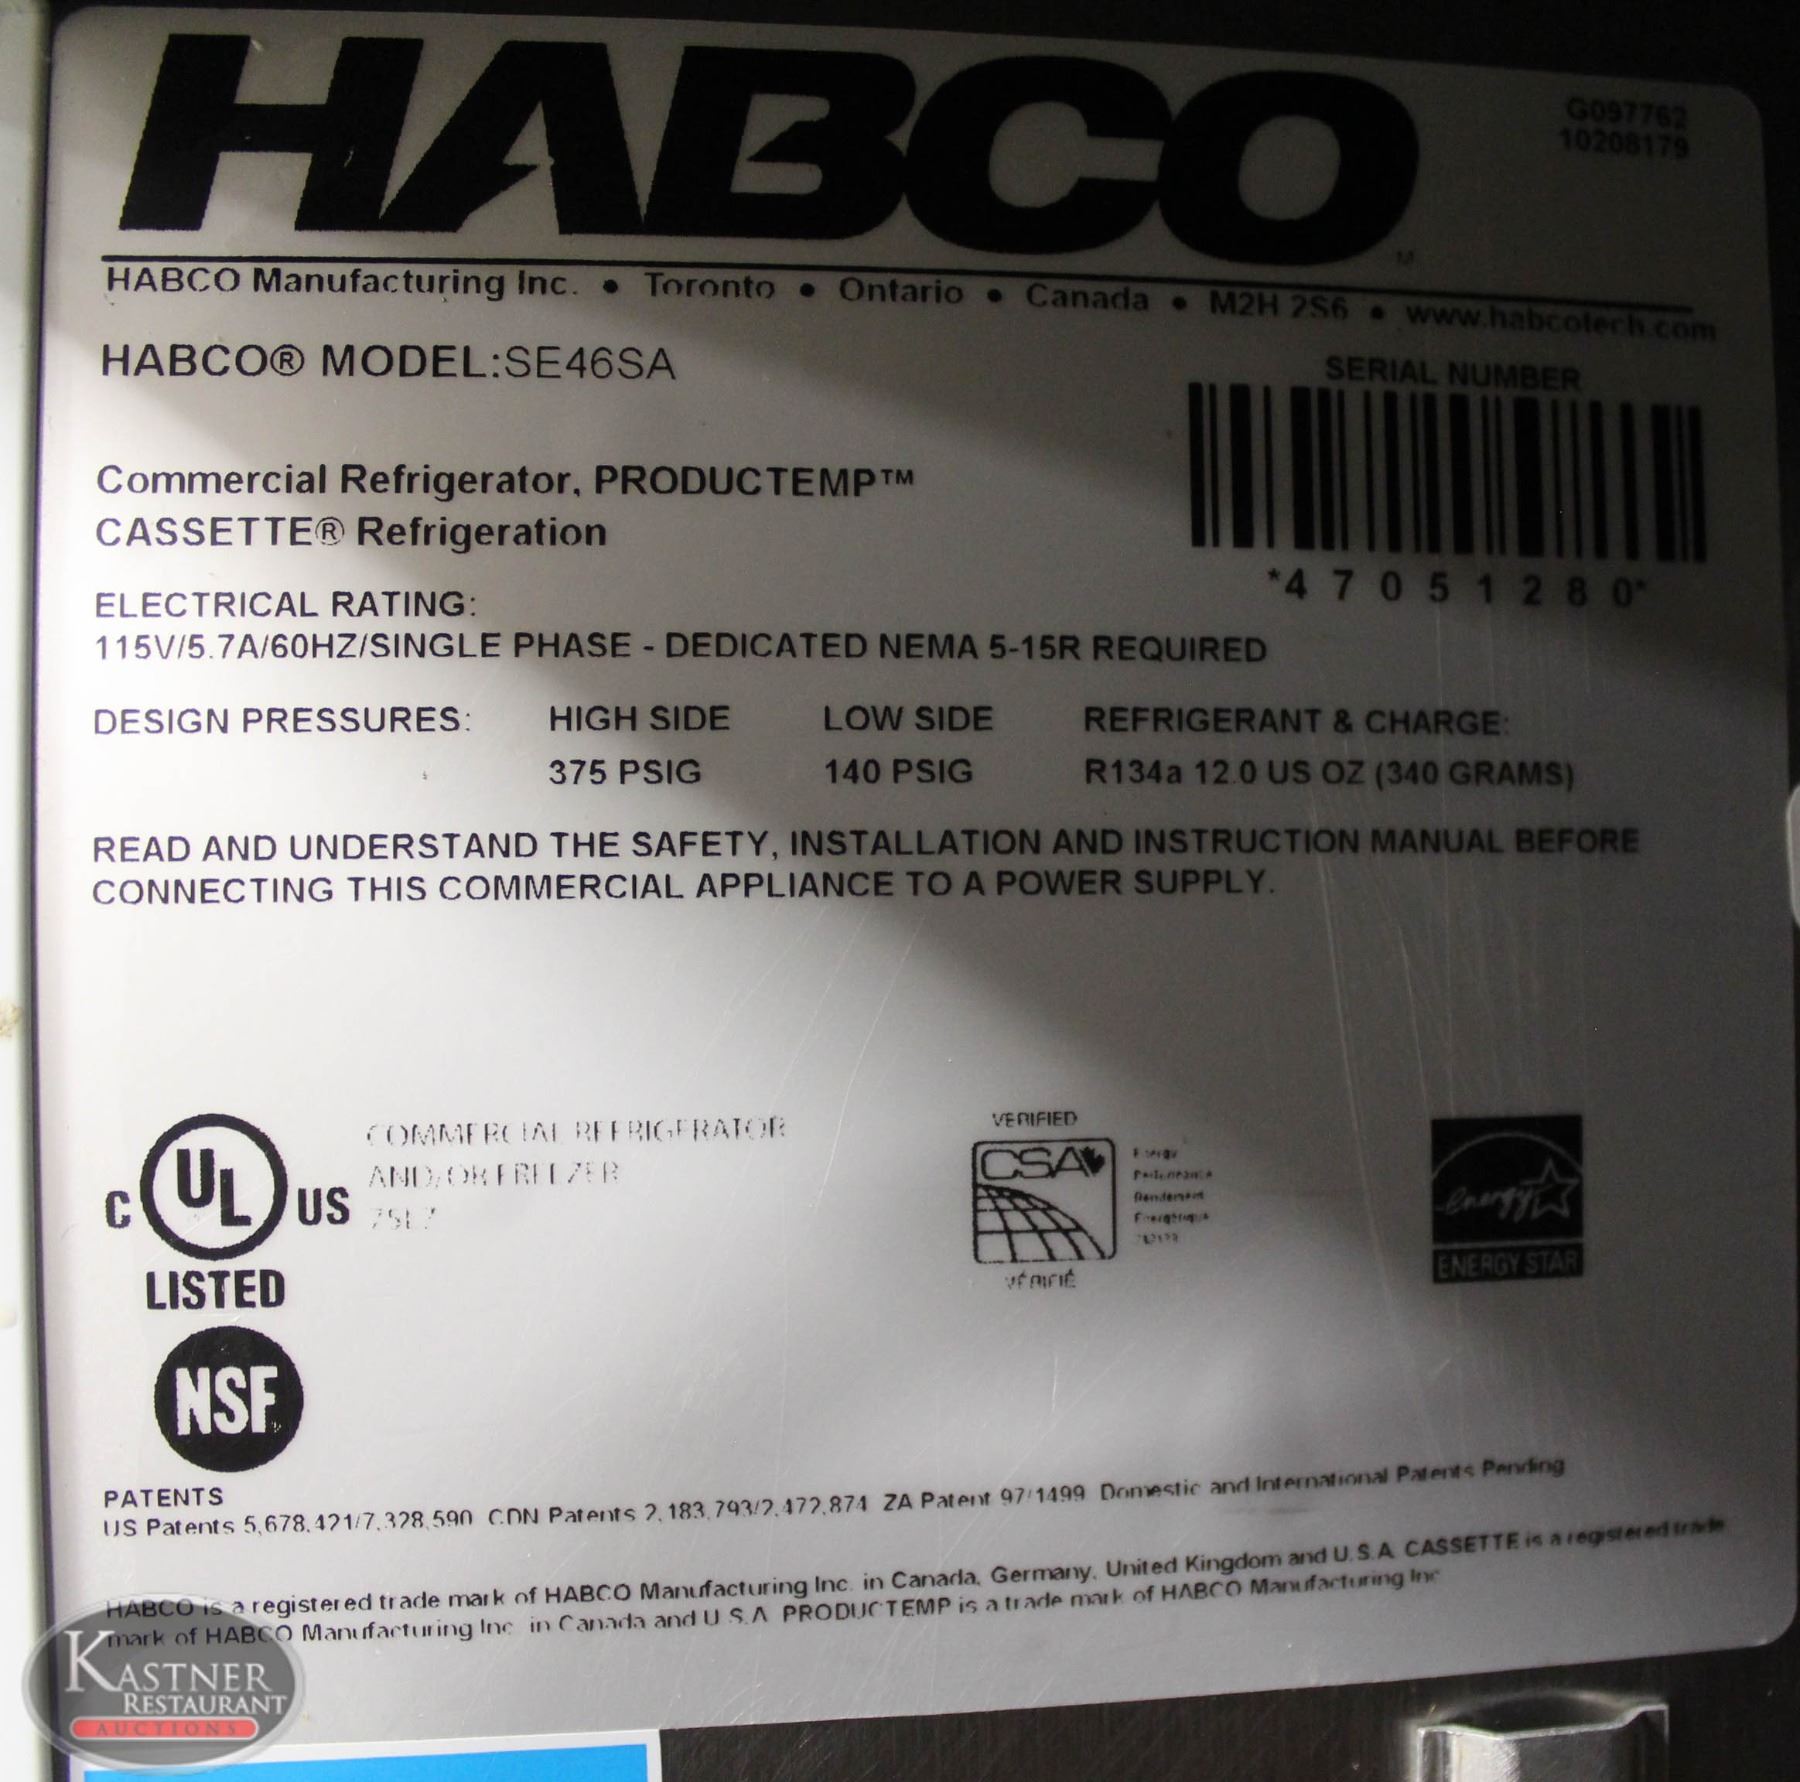 HABCO
G097762
10208179
HABCO Manufacturing Inc. • Toronto • Ontario • Canada • M2H 2S6 • www.habcotech.com
HABCO® MODEL:SE46SA
SERIAL NUMBER
*47051280*
Commercial Refrigerator, PRODUCTEMP™
CASSETTE® Refrigeration
ELECTRICAL RATING:
115V/5.7A/60HZ/SINGLE PHASE - DEDICATED NEMA 5-15R REQUIRED
DESIGN PRESSURES: HIGH SIDE LOW SIDE REFRIGERANT & CHARGE:
375 PSIG 140 PSIG R134a 12.0 US OZ (340 GRAMS)
READ AND UNDERSTAND THE SAFETY, INSTALLATION AND INSTRUCTION MANUAL BEFORE
CONNECTING THIS COMMERCIAL APPLIANCE TO A POWER SUPPLY.
C UL US
LISTED
COMMERCIAL REFRIGERATOR
AND/OR FREEZER
NSF
VERIFIED
CSA
VÉRIFIÉ
Energy
Performance
Rendement
Énergétique
energy
ENERGY STAR
PATENTS
US Patents 5,678,421/7,328,590 CDN Patents 2,183,793/2,472,874 ZA Patent 97/1499 Domestic and International Patents Pending
HABCO is a registered trade mark of HABCO Manufacturing Inc. in Canada, Germany, United Kingdom and U.S.A. CASSETTE is a registered trade
mark of HABCO Manufacturing Inc. in Canada and U.S.A. PRODUCTEMP is a trade mark of HABCO Manufacturing Inc.
KASTNER
RESTAURANT
AUCTIONS